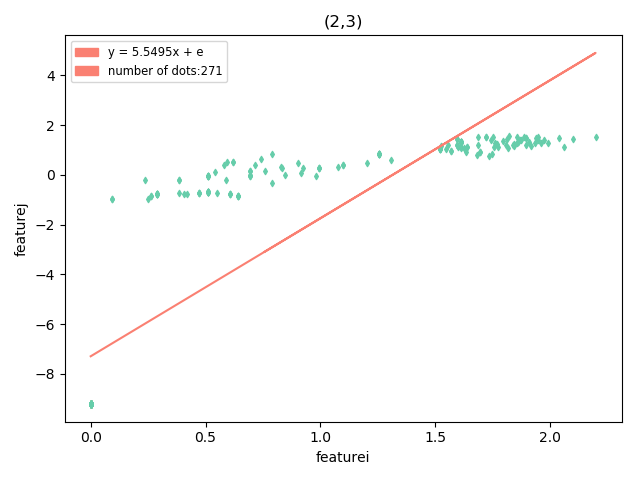 (2,3)
y = 5.5495x + e
number of dots:271
4
2
0
−2
−4
−6
−8
featurej
0.0 0.5 1.0 1.5 2.0
featurei